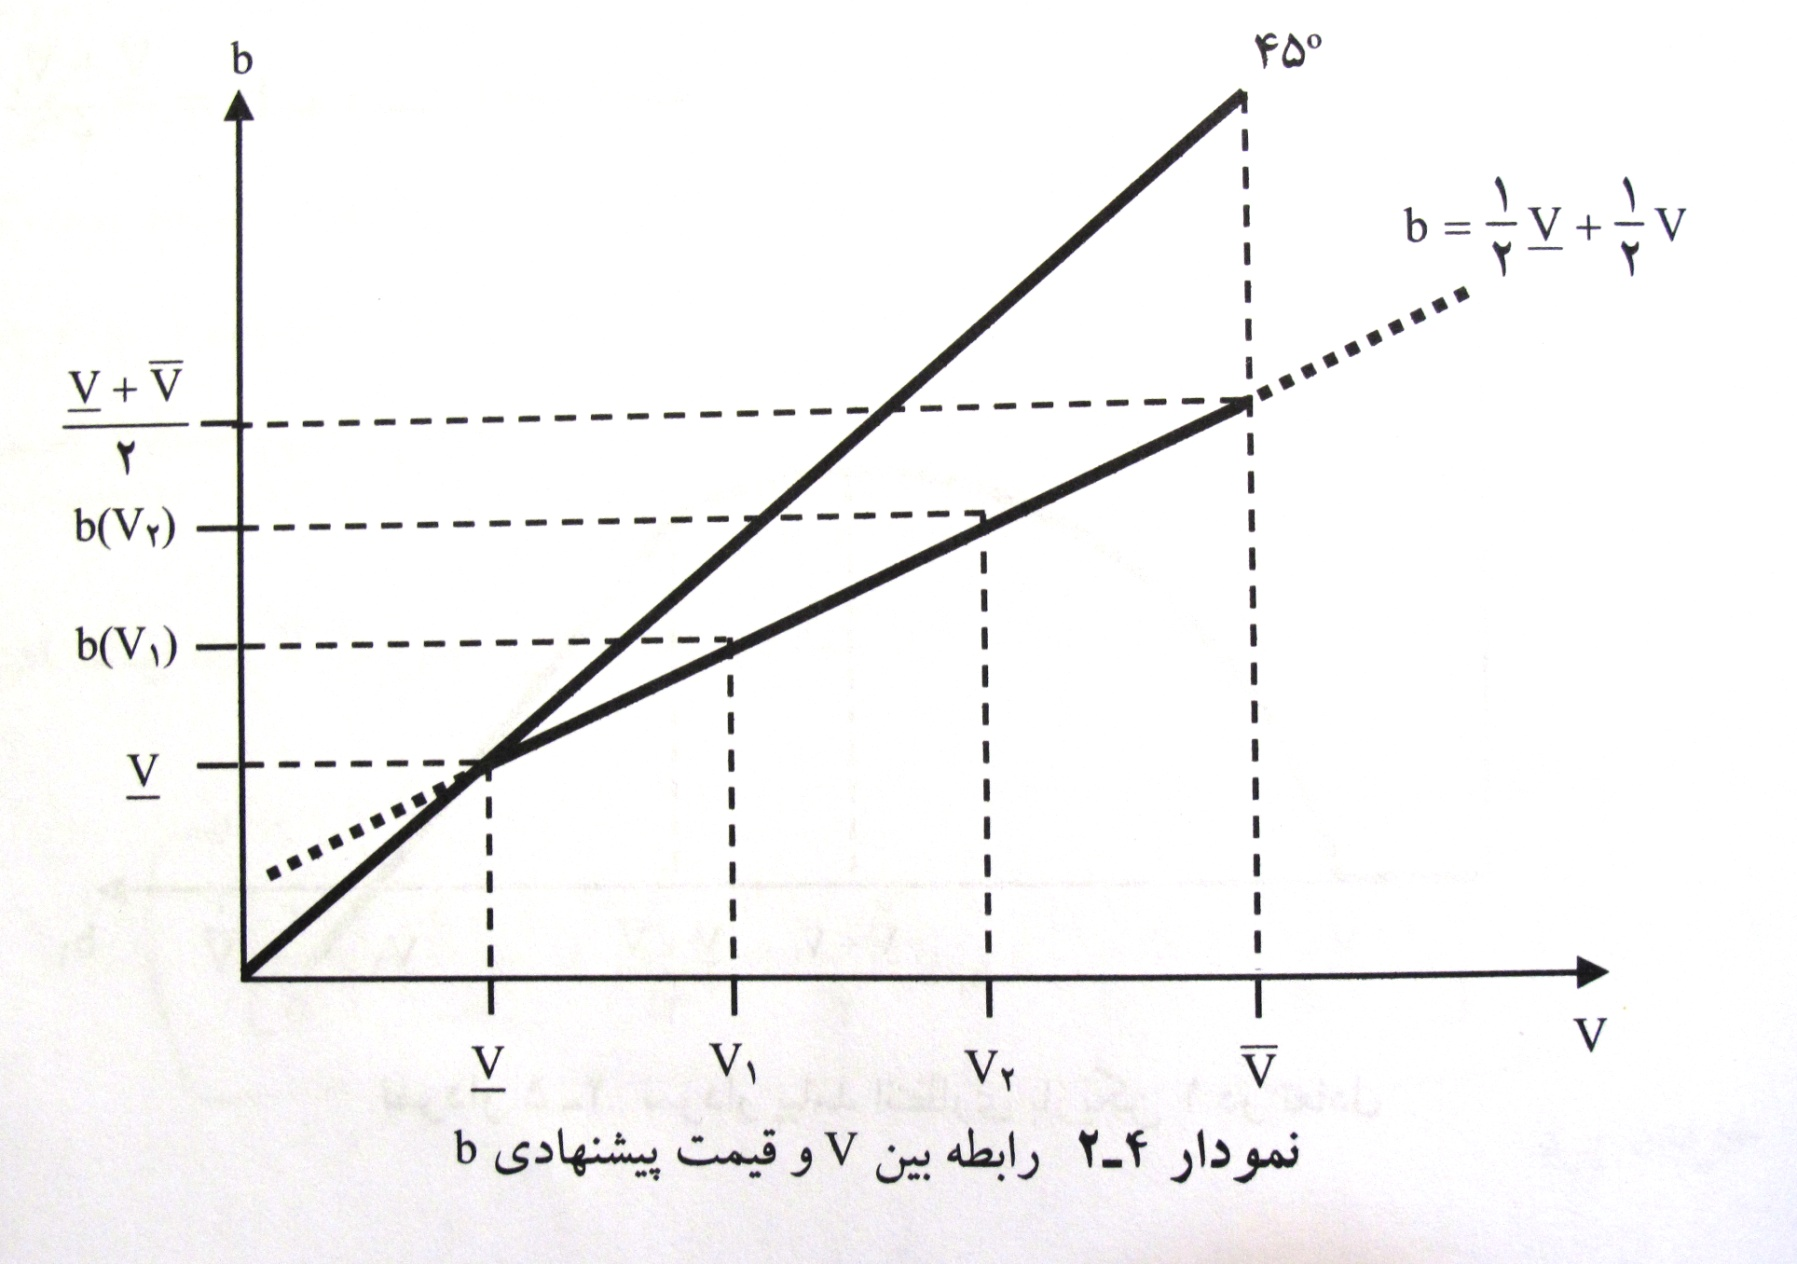 b
۴۵°
b = ۱/۲ V̲ + ۱/۲ V
V̲ + V̅ / ۲
b(V۲)
b(V۱)
V̲
V̲ V۱ V۲ V̅ V
نمودار ۴ـ۲ رابطه بین V و قیمت پیشنهادی b